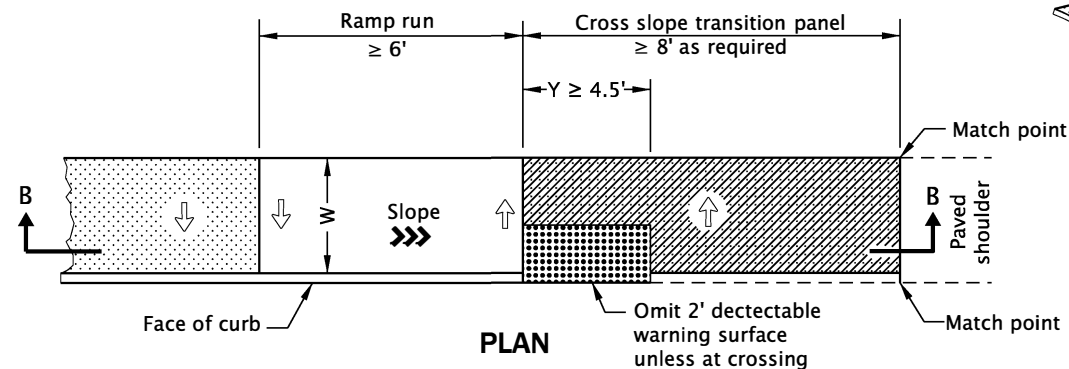 Ramp run
≥ 6'
Cross slope transition panel
≥ 8' as required
Y ≥ 4.5'
Match point
B
W
Slope
B
Paved
shoulder
Face of curb
Omit 2' dectectable
warning surface
unless at crossing
Match point
PLAN